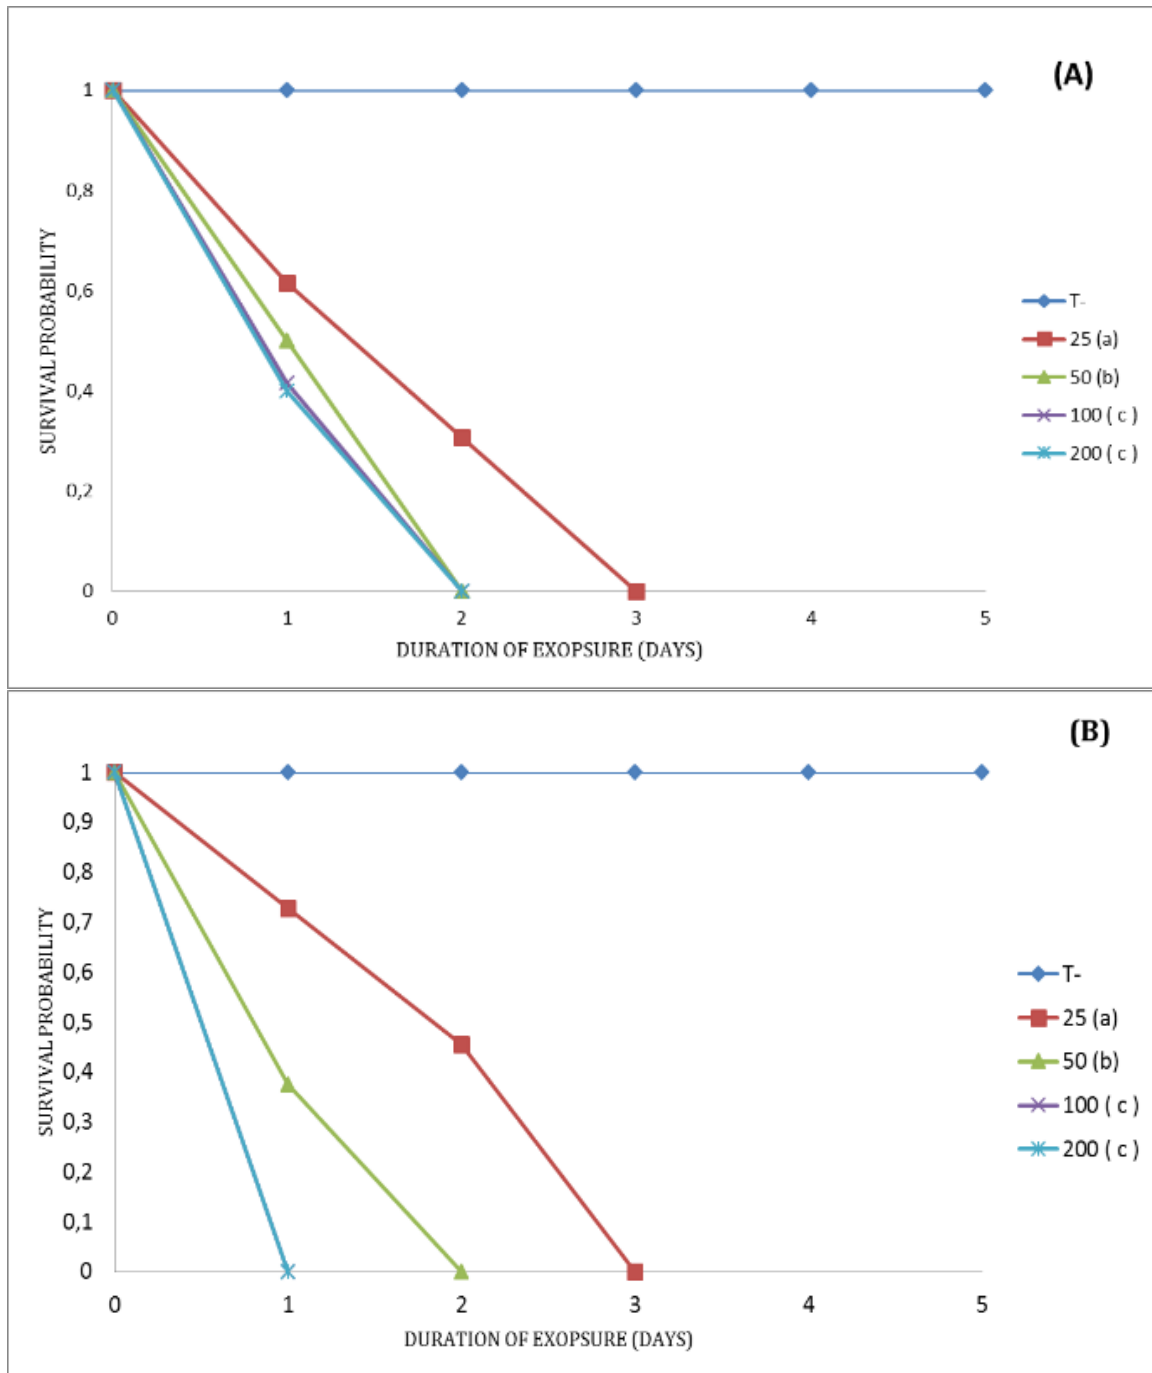 (A)
1
0,8
0,6
0,4
0,2
0
SURVIVAL PROBABILITY
0 1 2 3 4 5
DURATION OF EXOPSURE (DAYS)
T-
25 (a)
50 (b)
100 ( c )
200 ( c )
(B)
1
0,9
0,8
0,7
0,6
0,5
0,4
0,3
0,2
0,1
0
SURVIVAL PROBABILITY
0 1 2 3 4 5
DURATION OF EXOPSURE (DAYS)
T-
25 (a)
50 (b)
100 ( c )
200 ( c )